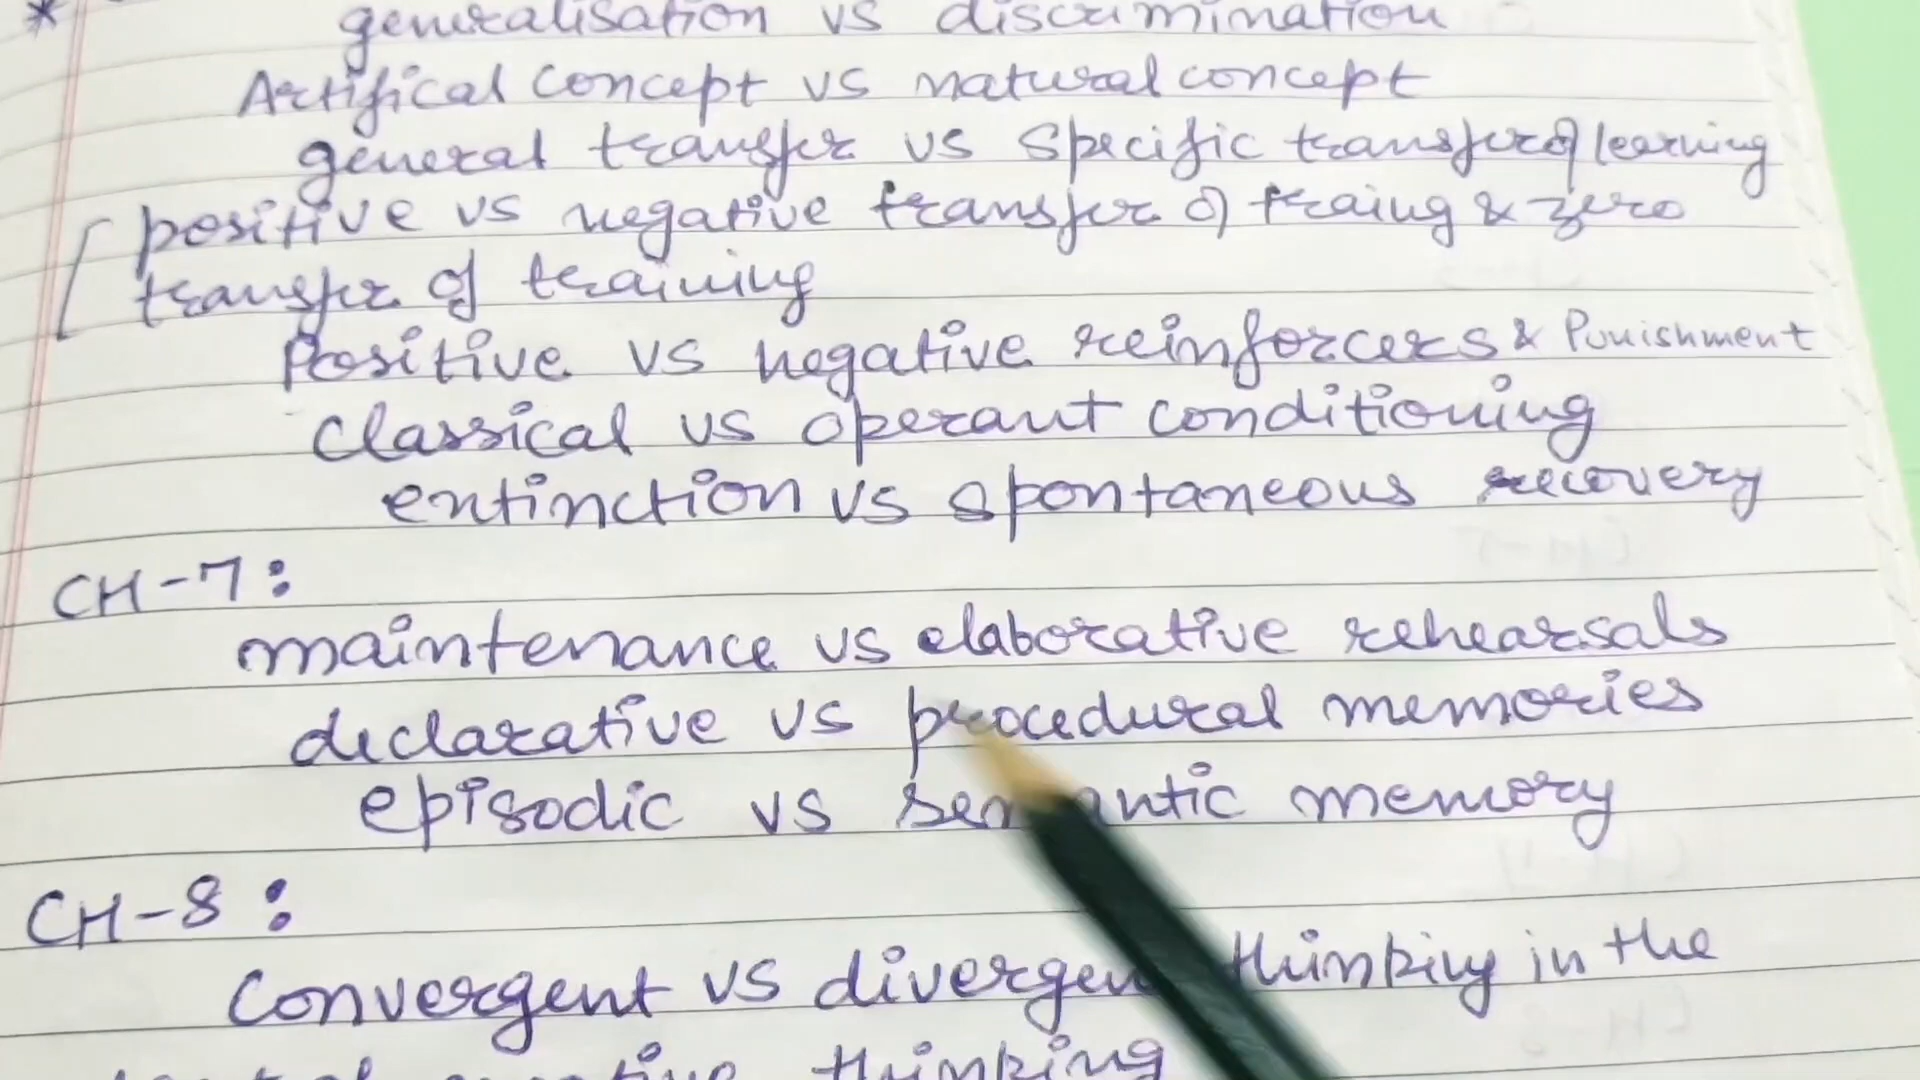 *
generalisation vs discrimination
Artifical concept vs natural concept
general transfer vs specific transfer of learning
positive vs negative transfer of traing & zero
transfer of training
Positive vs negative reinforcers & Punishment
Classical vs operant conditioning
extinction vs spontaneous recovery
CH-7:
maintenance vs elaborative rehearsals
declarative vs procedural memories
episodic vs semantic memory
CH-8:
Convergent vs divergent thinking in the
thinking